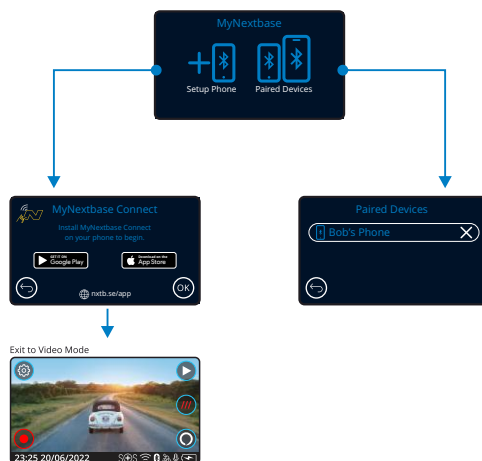 MyNextbase
Setup Phone
Paired Devices
MyNextbase Connect
Install MyNextbase Connect
on your phone to begin.
GET IT ON
Google Play
Download on the
App Store
OK
nxtb.se/app
Paired Devices
Bob's Phone
Exit to Video Mode
23:25 20/06/2022
SOS